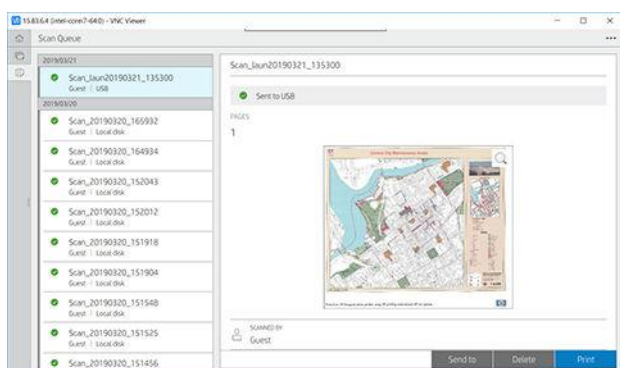 15.83.6.4 (intel-corei7-64:0) - VNC Viewer
Scan Queue
2019/03/21
Scan_laun20190321_135300
Guest | USB
2019/03/20
Scan_20190320_165932
Guest | Local disk
Scan_20190320_164934
Guest | Local disk
Scan_20190320_152043
Guest | Local disk
Scan_20190320_152012
Guest | Local disk
Scan_20190320_151918
Guest | Local disk
Scan_20190320_151904
Guest | Local disk
Scan_20190320_151548
Guest | Local disk
Scan_20190320_151525
Guest | Local disk
Scan_20190320_151456
Scan_laun20190321_135300
Sent to USB
PAGES
1
SCANNED BY
Guest
Send to
Delete
Print